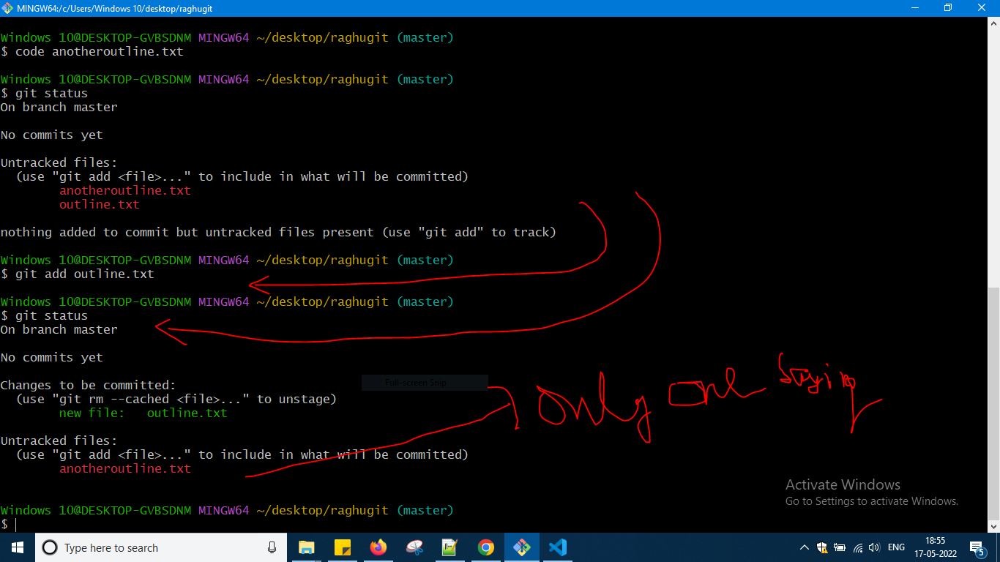 MINGW64:/c/Users/Windows 10/desktop/raghugit
Windows 10@DESKTOP-GVBSDNM MINGW64 ~/desktop/raghugit (master)
$ code anotheroutline.txt
Windows 10@DESKTOP-GVBSDNM MINGW64 ~/desktop/raghugit (master)
$ git status
On branch master
No commits yet
Untracked files:
  (use "git add <file>..." to include in what will be committed)
        anotheroutline.txt
        outline.txt
nothing added to commit but untracked files present (use "git add" to track)
Windows 10@DESKTOP-GVBSDNM MINGW64 ~/desktop/raghugit (master)
$ git add outline.txt
Windows 10@DESKTOP-GVBSDNM MINGW64 ~/desktop/raghugit (master)
$ git status
On branch master
No commits yet
Changes to be committed:
  (use "git rm --cached <file>..." to unstage)
        new file:   outline.txt
Full-screen Snip
only one
Untracked files:
  (use "git add <file>..." to include in what will be committed)
        anotheroutline.txt
Windows 10@DESKTOP-GVBSDNM MINGW64 ~/desktop/raghugit (master)
$
Activate Windows
Go to Settings to activate Windows.
Type here to search
ENG
18:55
17-05-2022
5